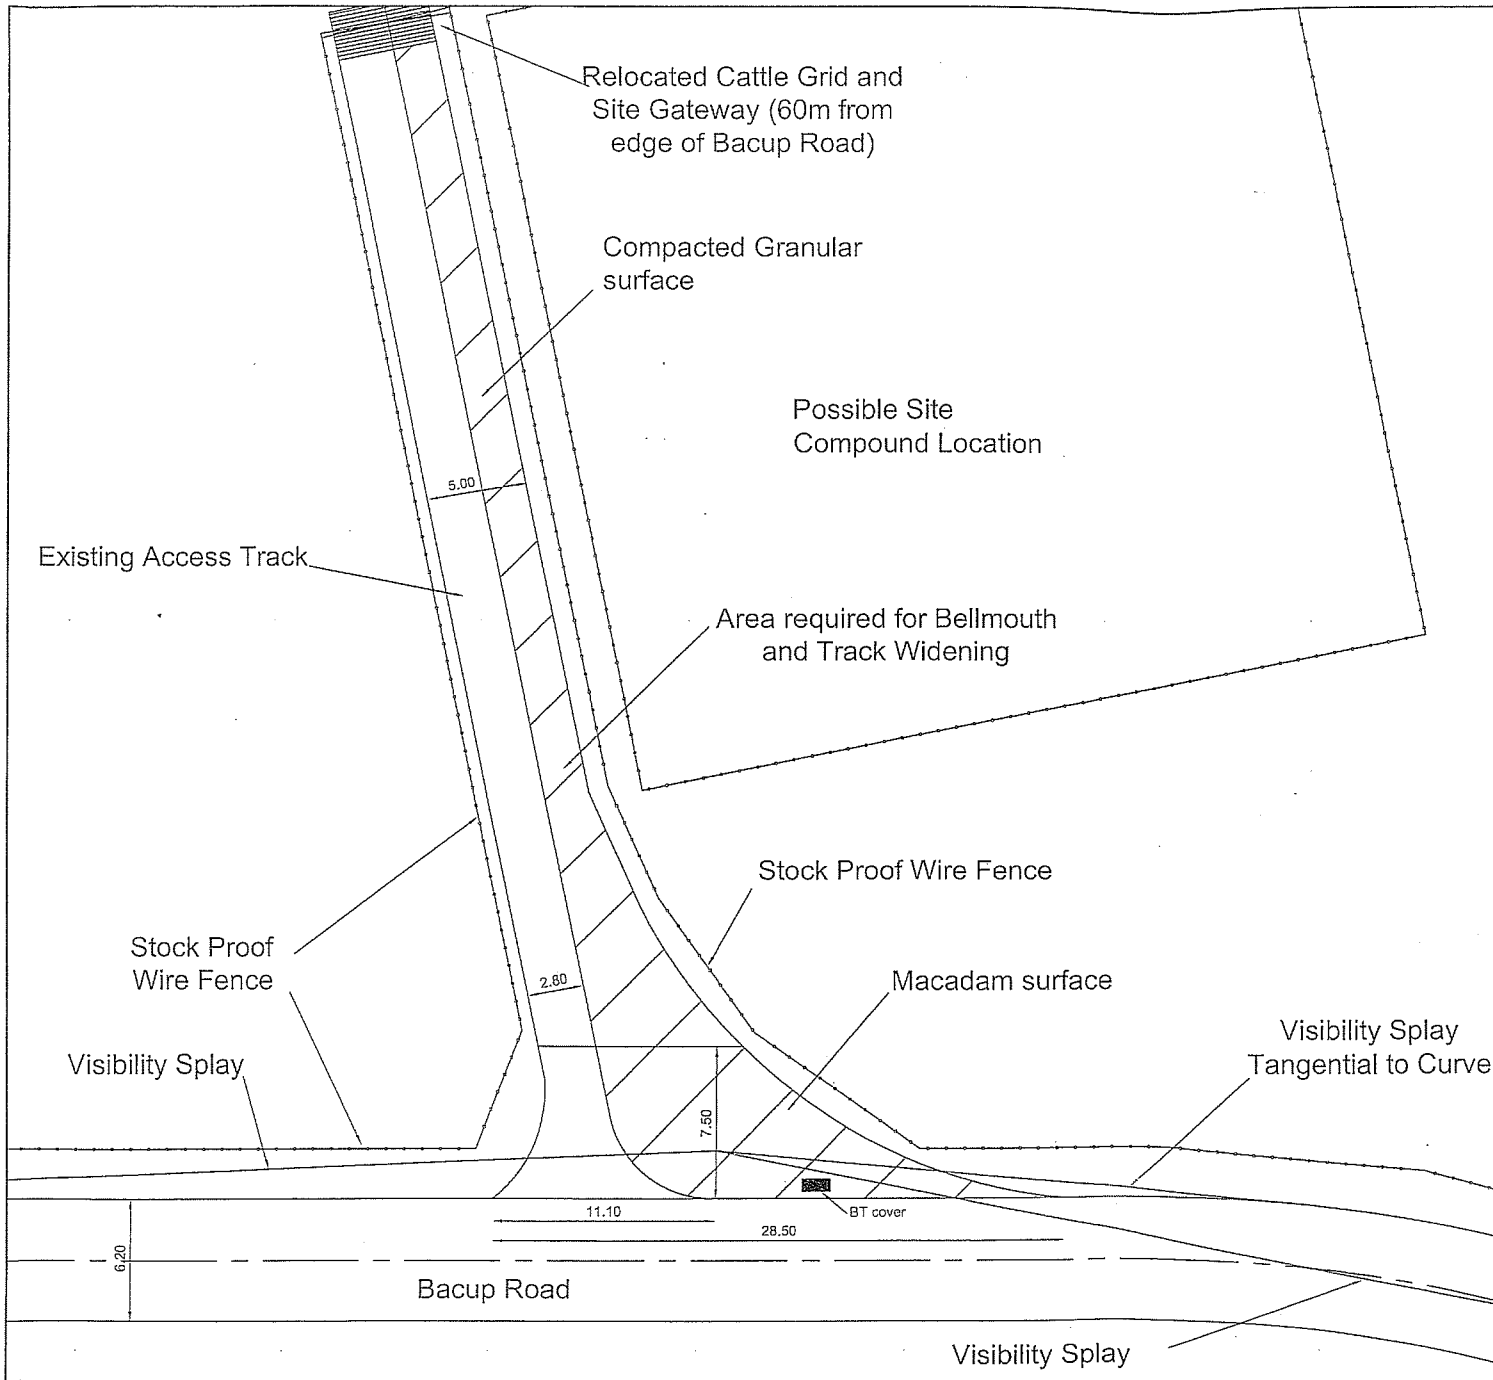 Relocated Cattle Grid and
Site Gateway (60m from
edge of Bacup Road)
Compacted Granular
surface
Possible Site
Compound Location
5.00
Existing Access Track
Area required for Bellmouth
and Track Widening
Stock Proof Wire Fence
Stock Proof
Wire Fence
2.80
Macadam surface
Visibility Splay
Visibility Splay
Tangential to Curve
7.50
11.10
BT cover
28.50
6.20
Bacup Road
Visibility Splay